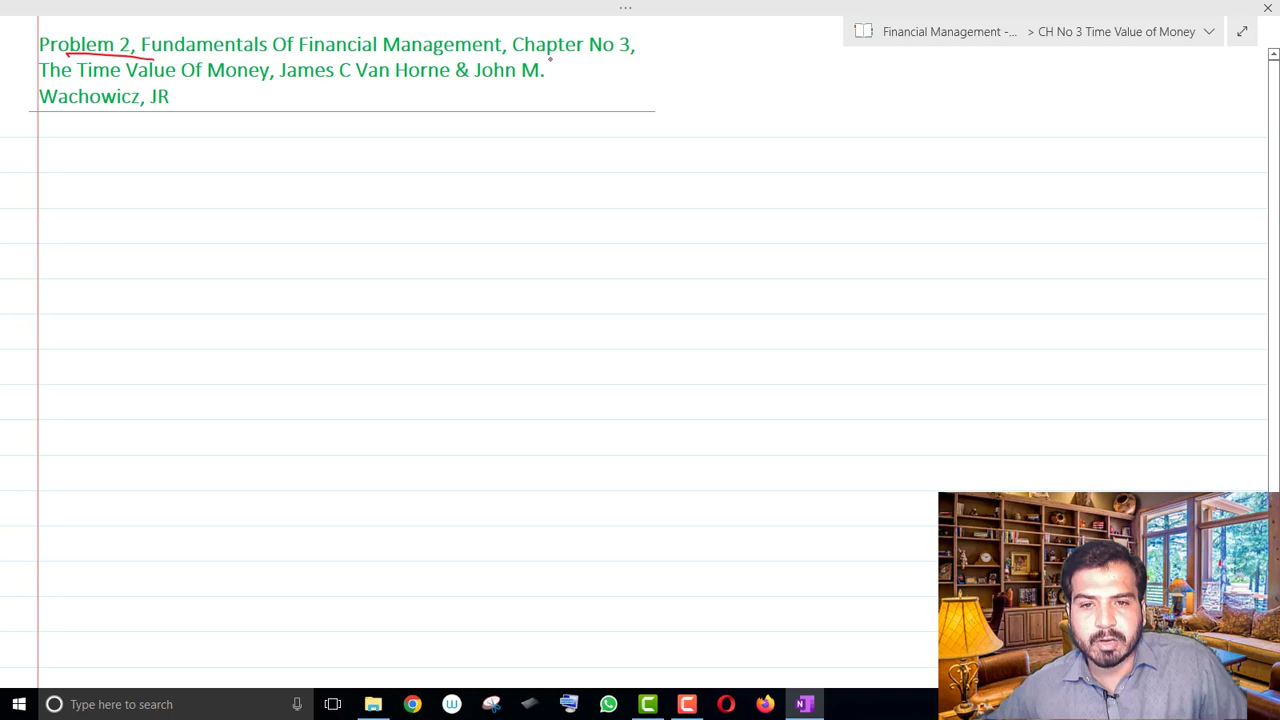 Problem 2, Fundamentals Of Financial Management, Chapter No 3,
The Time Value Of Money, James C Van Horne & John M.
Wachowicz, JR
Financial Management -... > CH No 3 Time Value of Money
Type here to search